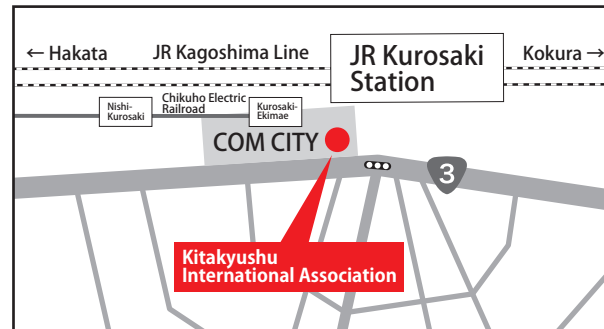 ← Hakata
JR Kagoshima Line
JR Kurosaki
Station
Kokura →
Nishi-
Kurosaki
Chikuho Electric
Railroad
Kurosaki-
Ekimae
COM CITY
3
Kitakyushu
International Association